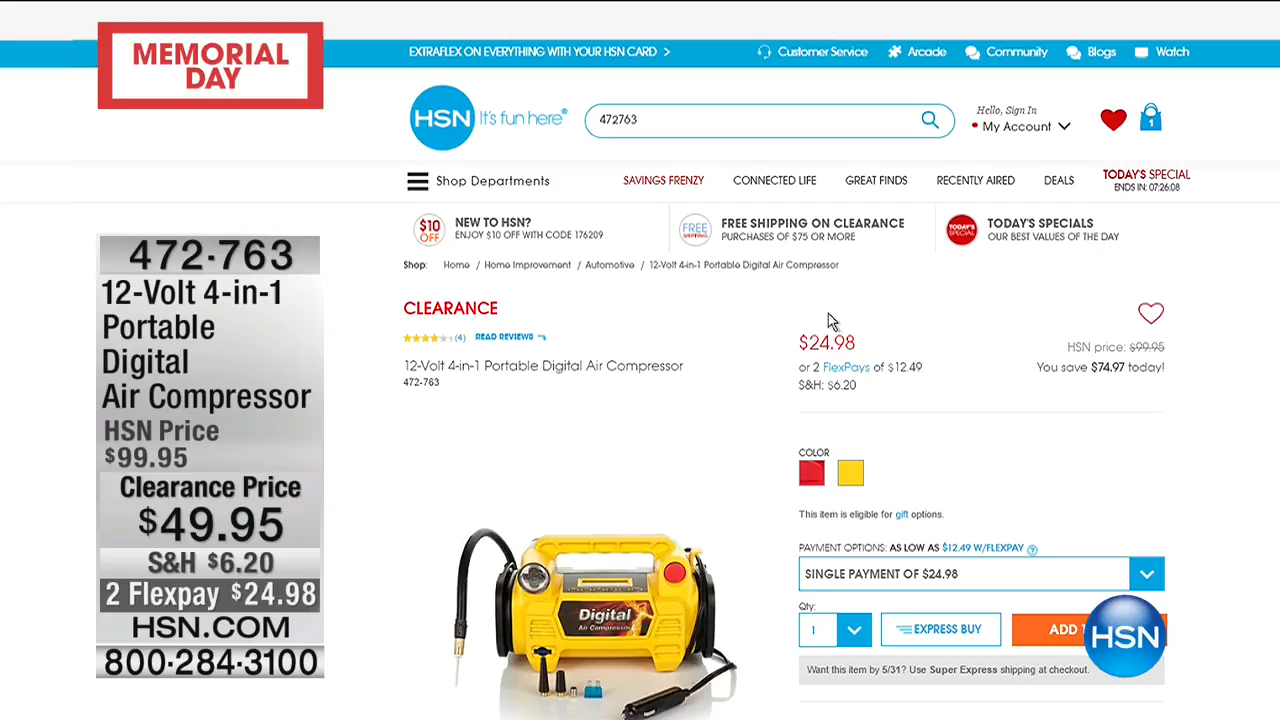 MEMORIAL
DAY
EXTRAFLEX ON EVERYTHING WITH YOUR HSN CARD >
Customer Service
Arcade
Community
Blogs
Watch
HSN It's fun here®
472763
Hello, Sign In
My Account
1
Shop Departments
SAVINGS FRENZY
CONNECTED LIFE
GREAT FINDS
RECENTLY AIRED
DEALS
TODAY'S SPECIAL
ENDS IN: 07:26:08
$10
OFF
NEW TO HSN?
ENJOY $10 OFF WITH CODE 176209
FREE
SHIPPING
FREE SHIPPING ON CLEARANCE
PURCHASES OF $75 OR MORE
TODAY'S
SPECIAL
TODAY'S SPECIALS
OUR BEST VALUES OF THE DAY
Shop: Home / Home Improvement / Automotive / 12-Volt 4-in-1 Portable Digital Air Compressor
472-763
12-Volt 4-in-1
Portable
Digital
Air Compressor
HSN Price
$99.95
Clearance Price
$49.95
S&H $6.20
2 Flexpay $24.98
HSN.COM
800-284-3100
CLEARANCE
(4) READ REVIEWS
12-Volt 4-in-1 Portable Digital Air Compressor
472-763
$24.98
or 2 FlexPays of $12.49
S&H: $6.20
HSN price: $99.95
You save $74.97 today!
COLOR
This item is eligible for gift options.
PAYMENT OPTIONS: AS LOW AS $12.49 W/FLEXPAY ?
SINGLE PAYMENT OF $24.98
Qty:
1
EXPRESS BUY
ADD
HSN
Want this item by 5/31? Use Super Express shipping at checkout.
Digital
Air Compressor